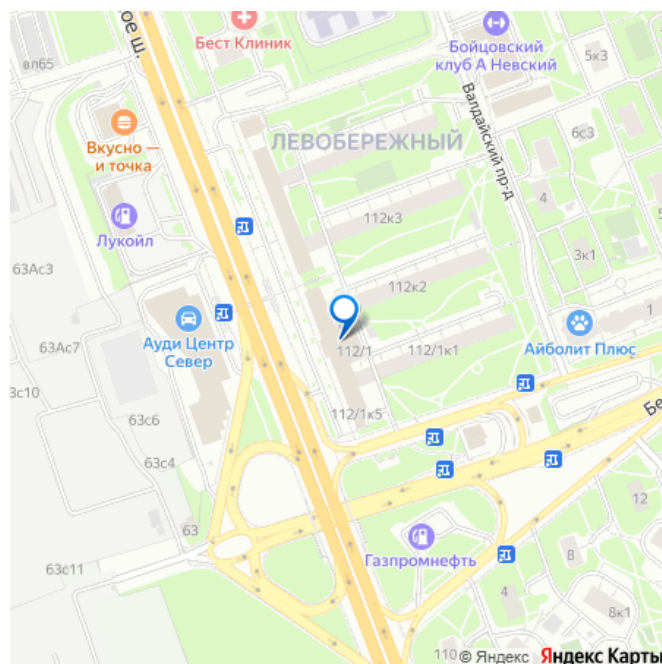 ое ш.
Бест Клиник
вл65
Бойцовский
клуб А Невский
5к3
Валдайский пр-д
Вкусно —
и точка
ЛЕВОБЕРЕЖНЫЙ
6с3
4
112к3
Лукойл
63Ас3
3к1
112к2
1
Ауди Центр
Север
63Ас7
112/1
112/1к1
Айболит Плюс
3с10
63с6
112/1к5
Бе
63с4
12
63
Газпромнефть
8
63с11
4
8к1
110
© Яндекс Яндекс Карты